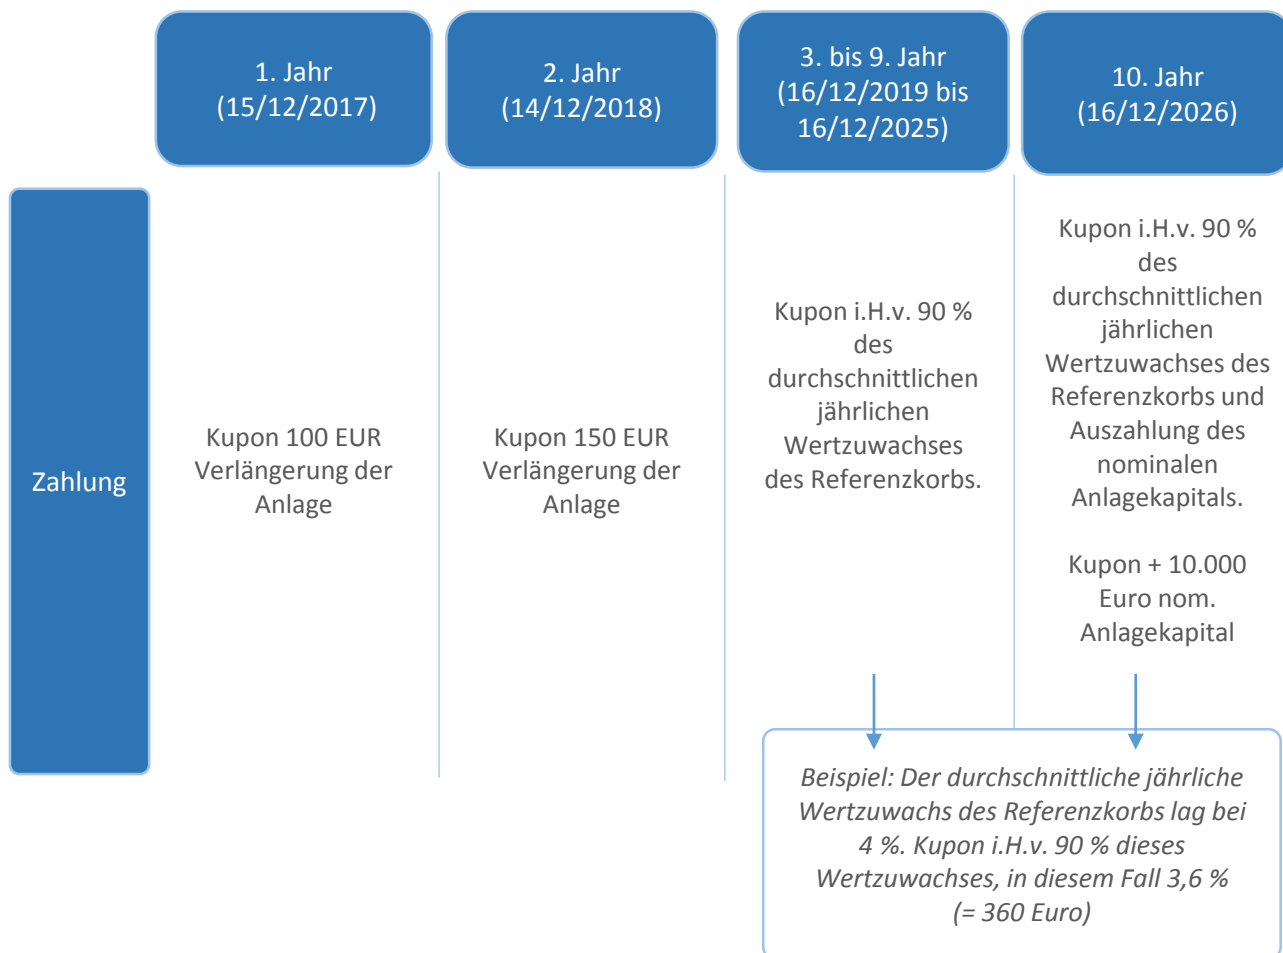 1. Jahr
(15/12/2017)
2. Jahr
(14/12/2018)
3. bis 9. Jahr
(16/12/2019 bis
16/12/2025)
10. Jahr
(16/12/2026)
Zahlung
Kupon 100 EUR
Verlängerung der
Anlage
Kupon 150 EUR
Verlängerung der
Anlage
Kupon i.H.v. 90 %
des
durchschnittlichen
jährlichen
Wertzuwachses
des Referenzkorbs.
Kupon i.H.v. 90 %
des
durchschnittlichen
jährlichen
Wertzuwachses des
Referenzkorbs und
Auszahlung des
nominalen
Anlagekapitals.
Kupon + 10.000
Euro nom.
Anlagekapital
Beispiel: Der durchschnittliche jährliche
Wertzuwachs des Referenzkorbs lag bei
4 %. Kupon i.H.v. 90 % dieses
Wertzuwachses, in diesem Fall 3,6 %
(= 360 Euro)